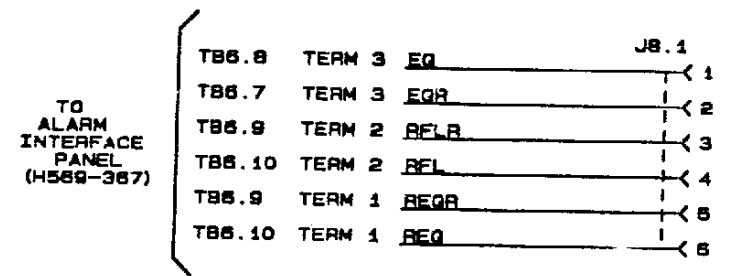 J8.1
TB6.8 TERM 3 EQ 1
TB6.7 TERM 3 EQR 2
TB6.9 TERM 2 RFLR 3
TB6.10 TERM 2 RFL 4
TB6.9 TERM 1 REQR 5
TB6.10 TERM 1 REQ 6
TO
ALARM
INTERFACE
PANEL
(H569-367)